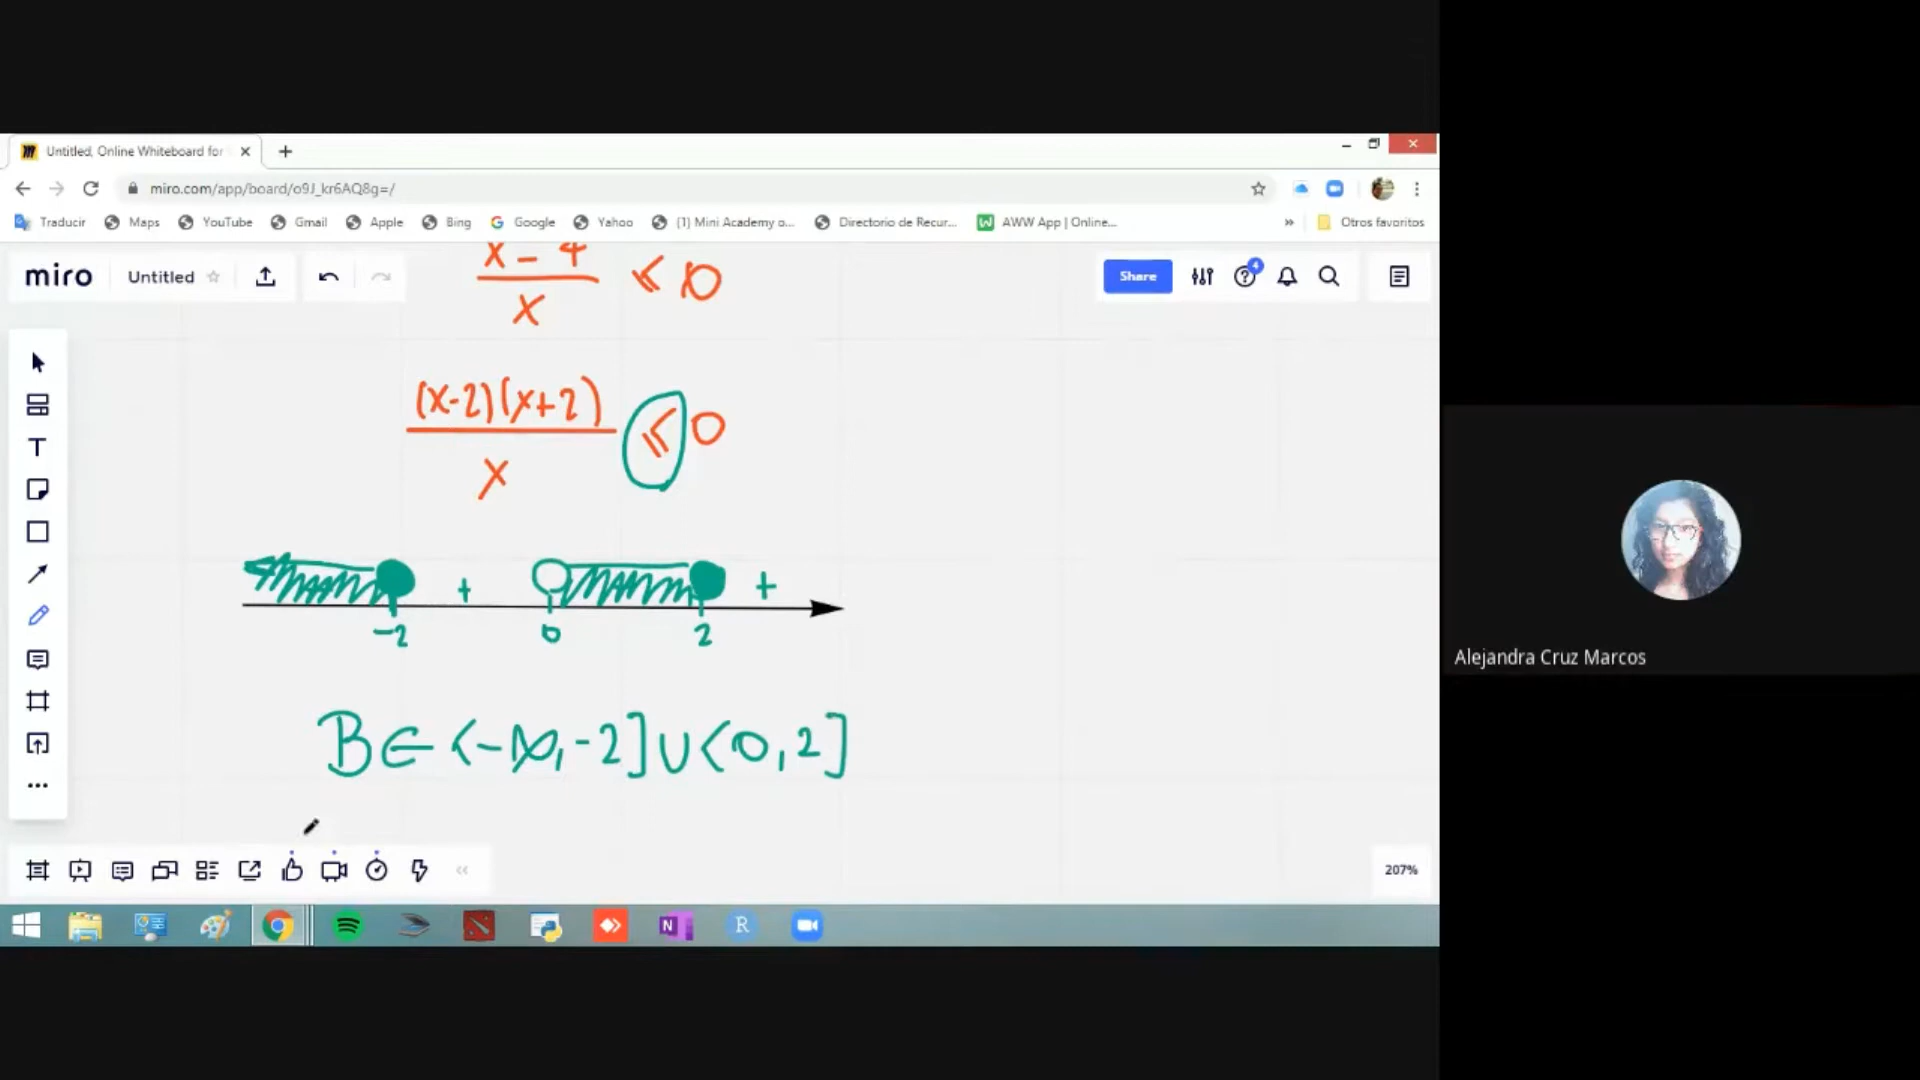 Untitled, Online Whiteboard for
miro.com/app/board/o9J_kr6AQ8g=/
Traducir Maps YouTube Gmail Apple Bing Google Yahoo (1) Mini Academy o... Directorio de Recur... AWW App | Online... » Otros favoritos
miro Untitled Share 4
x - 4
x
≤ 0
(x-2)(x+2)
x
≤ 0
+ +
-2 0 2
B ∈ <-∞, -2] ∪ <0, 2]
207%
Alejandra Cruz Marcos